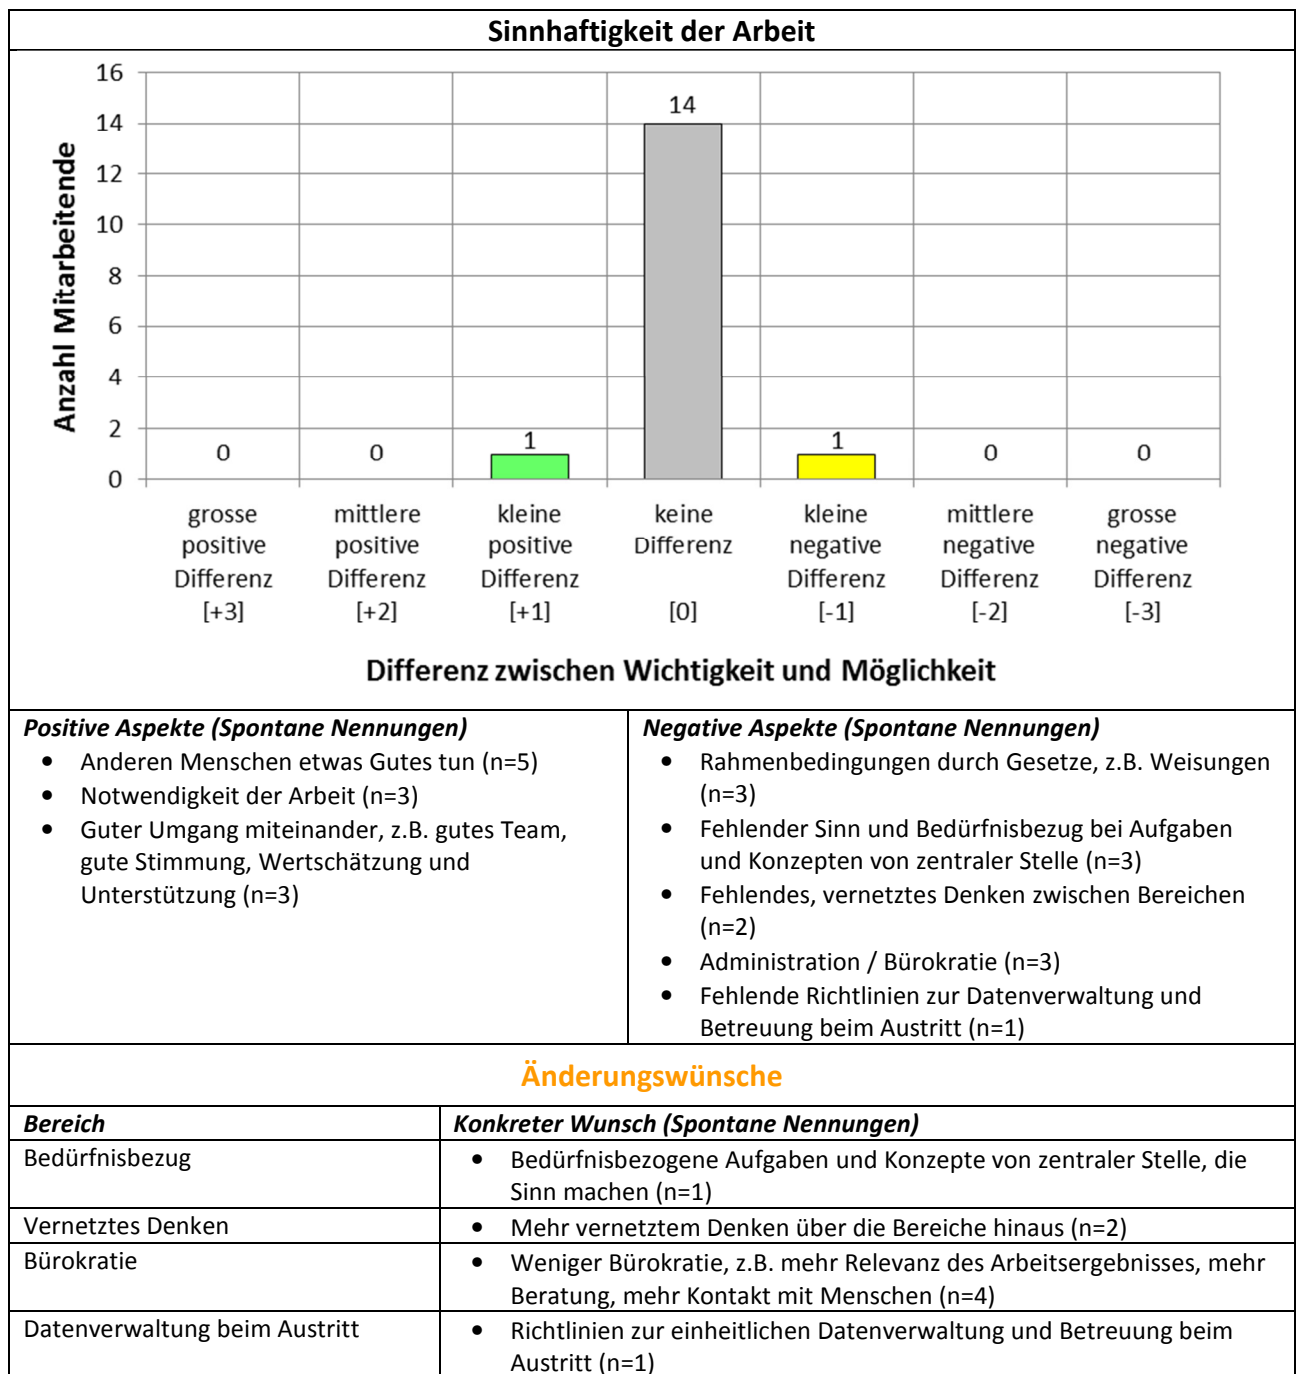 Sinnhaftigkeit der Arbeit
Anzahl Mitarbeitende
16
14
12
10
8
6
4
2
0
0
0
1
14
1
0
0
grosse positive Differenz [+3]
mittlere positive Differenz [+2]
kleine positive Differenz [+1]
keine Differenz [0]
kleine negative Differenz [-1]
mittlere negative Differenz [-2]
grosse negative Differenz [-3]
Differenz zwischen Wichtigkeit und Möglichkeit
Positive Aspekte (Spontane Nennungen)
• Anderen Menschen etwas Gutes tun (n=5)
• Notwendigkeit der Arbeit (n=3)
• Guter Umgang miteinander, z.B. gutes Team,
gute Stimmung, Wertschätzung und
Unterstützung (n=3)
Negative Aspekte (Spontane Nennungen)
• Rahmenbedingungen durch Gesetze, z.B. Weisungen
(n=3)
• Fehlender Sinn und Bedürfnisbezug bei Aufgaben
und Konzepten von zentraler Stelle (n=3)
• Fehlendes, vernetztes Denken zwischen Bereichen
(n=2)
• Administration / Bürokratie (n=3)
• Fehlende Richtlinien zur Datenverwaltung und
Betreuung beim Austritt (n=1)
Änderungswünsche
Bereich
Konkreter Wunsch (Spontane Nennungen)
Bedürfnisbezug
• Bedürfnisbezogene Aufgaben und Konzepte von zentraler Stelle, die
Sinn machen (n=1)
Vernetztes Denken
• Mehr vernetztem Denken über die Bereiche hinaus (n=2)
Bürokratie
• Weniger Bürokratie, z.B. mehr Relevanz des Arbeitsergebnisses, mehr
Beratung, mehr Kontakt mit Menschen (n=4)
Datenverwaltung beim Austritt
• Richtlinien zur einheitlichen Datenverwaltung und Betreuung beim
Austritt (n=1)